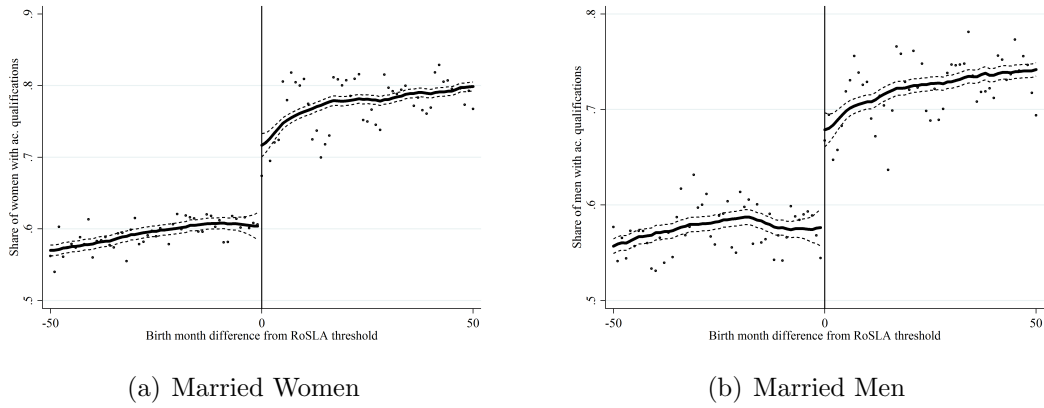 Share of women with ac. qualifications
.5 .6 .7 .8 .9
-50 0 50
Birth month difference from RoSLA threshold
(a) Married Women
Share of men with ac. qualifications
.5 .6 .7 .8
-50 0 50
Birth month difference from RoSLA threshold
(b) Married Men